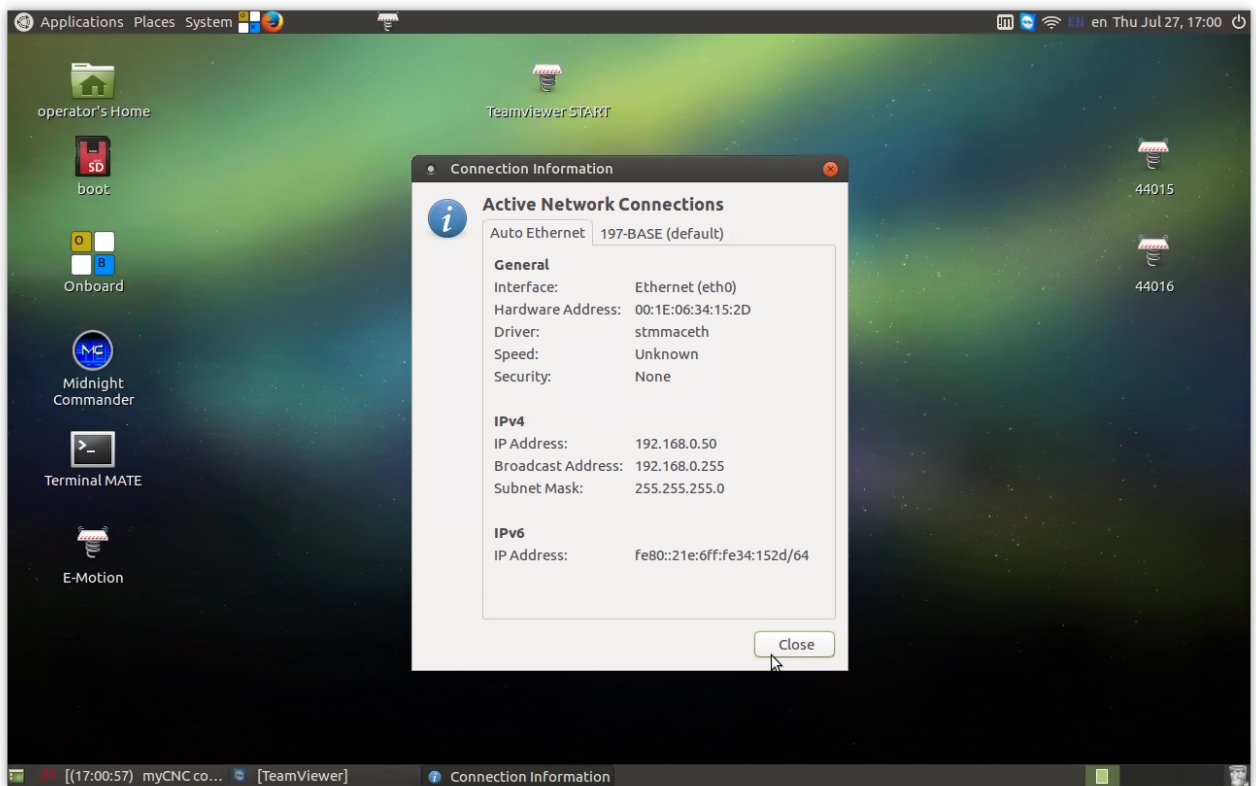 Applications Places System
EN en Thu Jul 27, 17:00
operator's Home
Teamviewer START
SD
boot
44015
O
B
Onboard
44016
MC
Midnight
Commander
>_
Terminal MATE
E-Motion
Connection Information
i
Active Network Connections
Auto Ethernet 197-BASE (default)
General
Interface: Ethernet (eth0)
Hardware Address: 00:1E:06:34:15:2D
Driver: stmmaceth
Speed: Unknown
Security: None
IPv4
IP Address: 192.168.0.50
Broadcast Address: 192.168.0.255
Subnet Mask: 255.255.255.0
IPv6
IP Address: fe80::21e:6ff:fe34:152d/64
Close
[(17:00:57) myCNC co... [TeamViewer] Connection Information